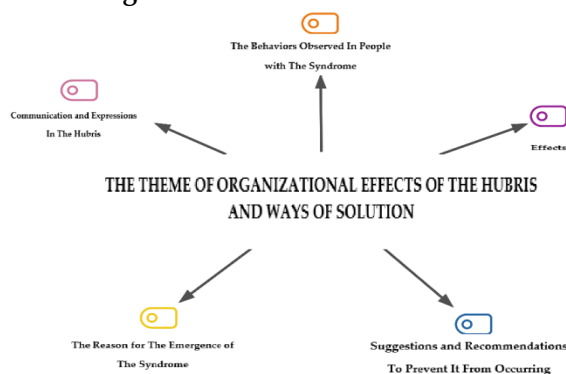 The Behaviors Observed In People
with The Syndrome
Communication and Expressions
In The Hubris
Effects
THE THEME OF ORGANIZATIONAL EFFECTS OF THE HUBRIS
AND WAYS OF SOLUTION
The Reason for The Emergence of
The Syndrome
Suggestions and Recommendations
To Prevent It From Occurring